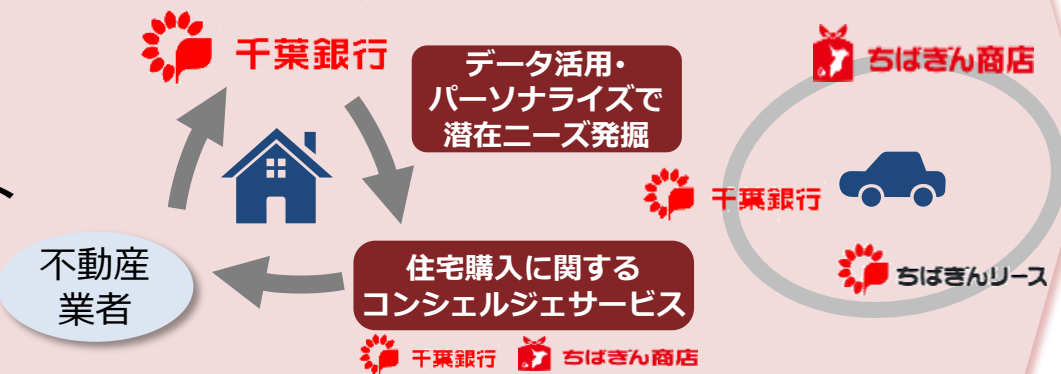 千葉銀行
データ活用・
パーソナライズで
潜在ニーズ発掘
ちばぎん商店
千葉銀行
不動産
業者
住宅購入に関する
コンシェルジェサービス
ちばぎんリース
千葉銀行 ちばぎん商店